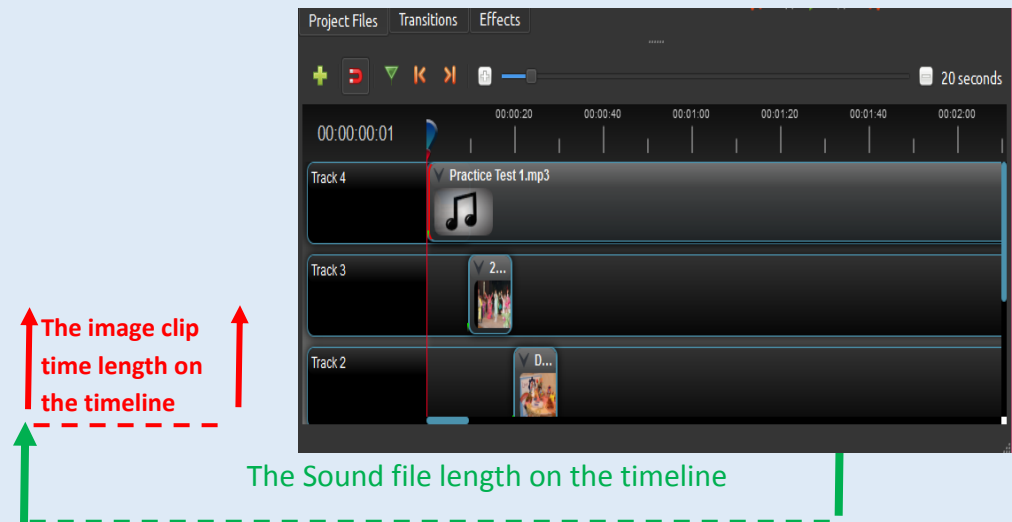 Project Files Transitions Effects
20 seconds
00:00:00:01 00:00:20 00:00:40 00:01:00 00:01:20 00:01:40 00:02:00
Track 4 Practice Test 1.mp3
Track 3 2...
Track 2 D...
The image clip
time length on
the timeline
The Sound file length on the timeline